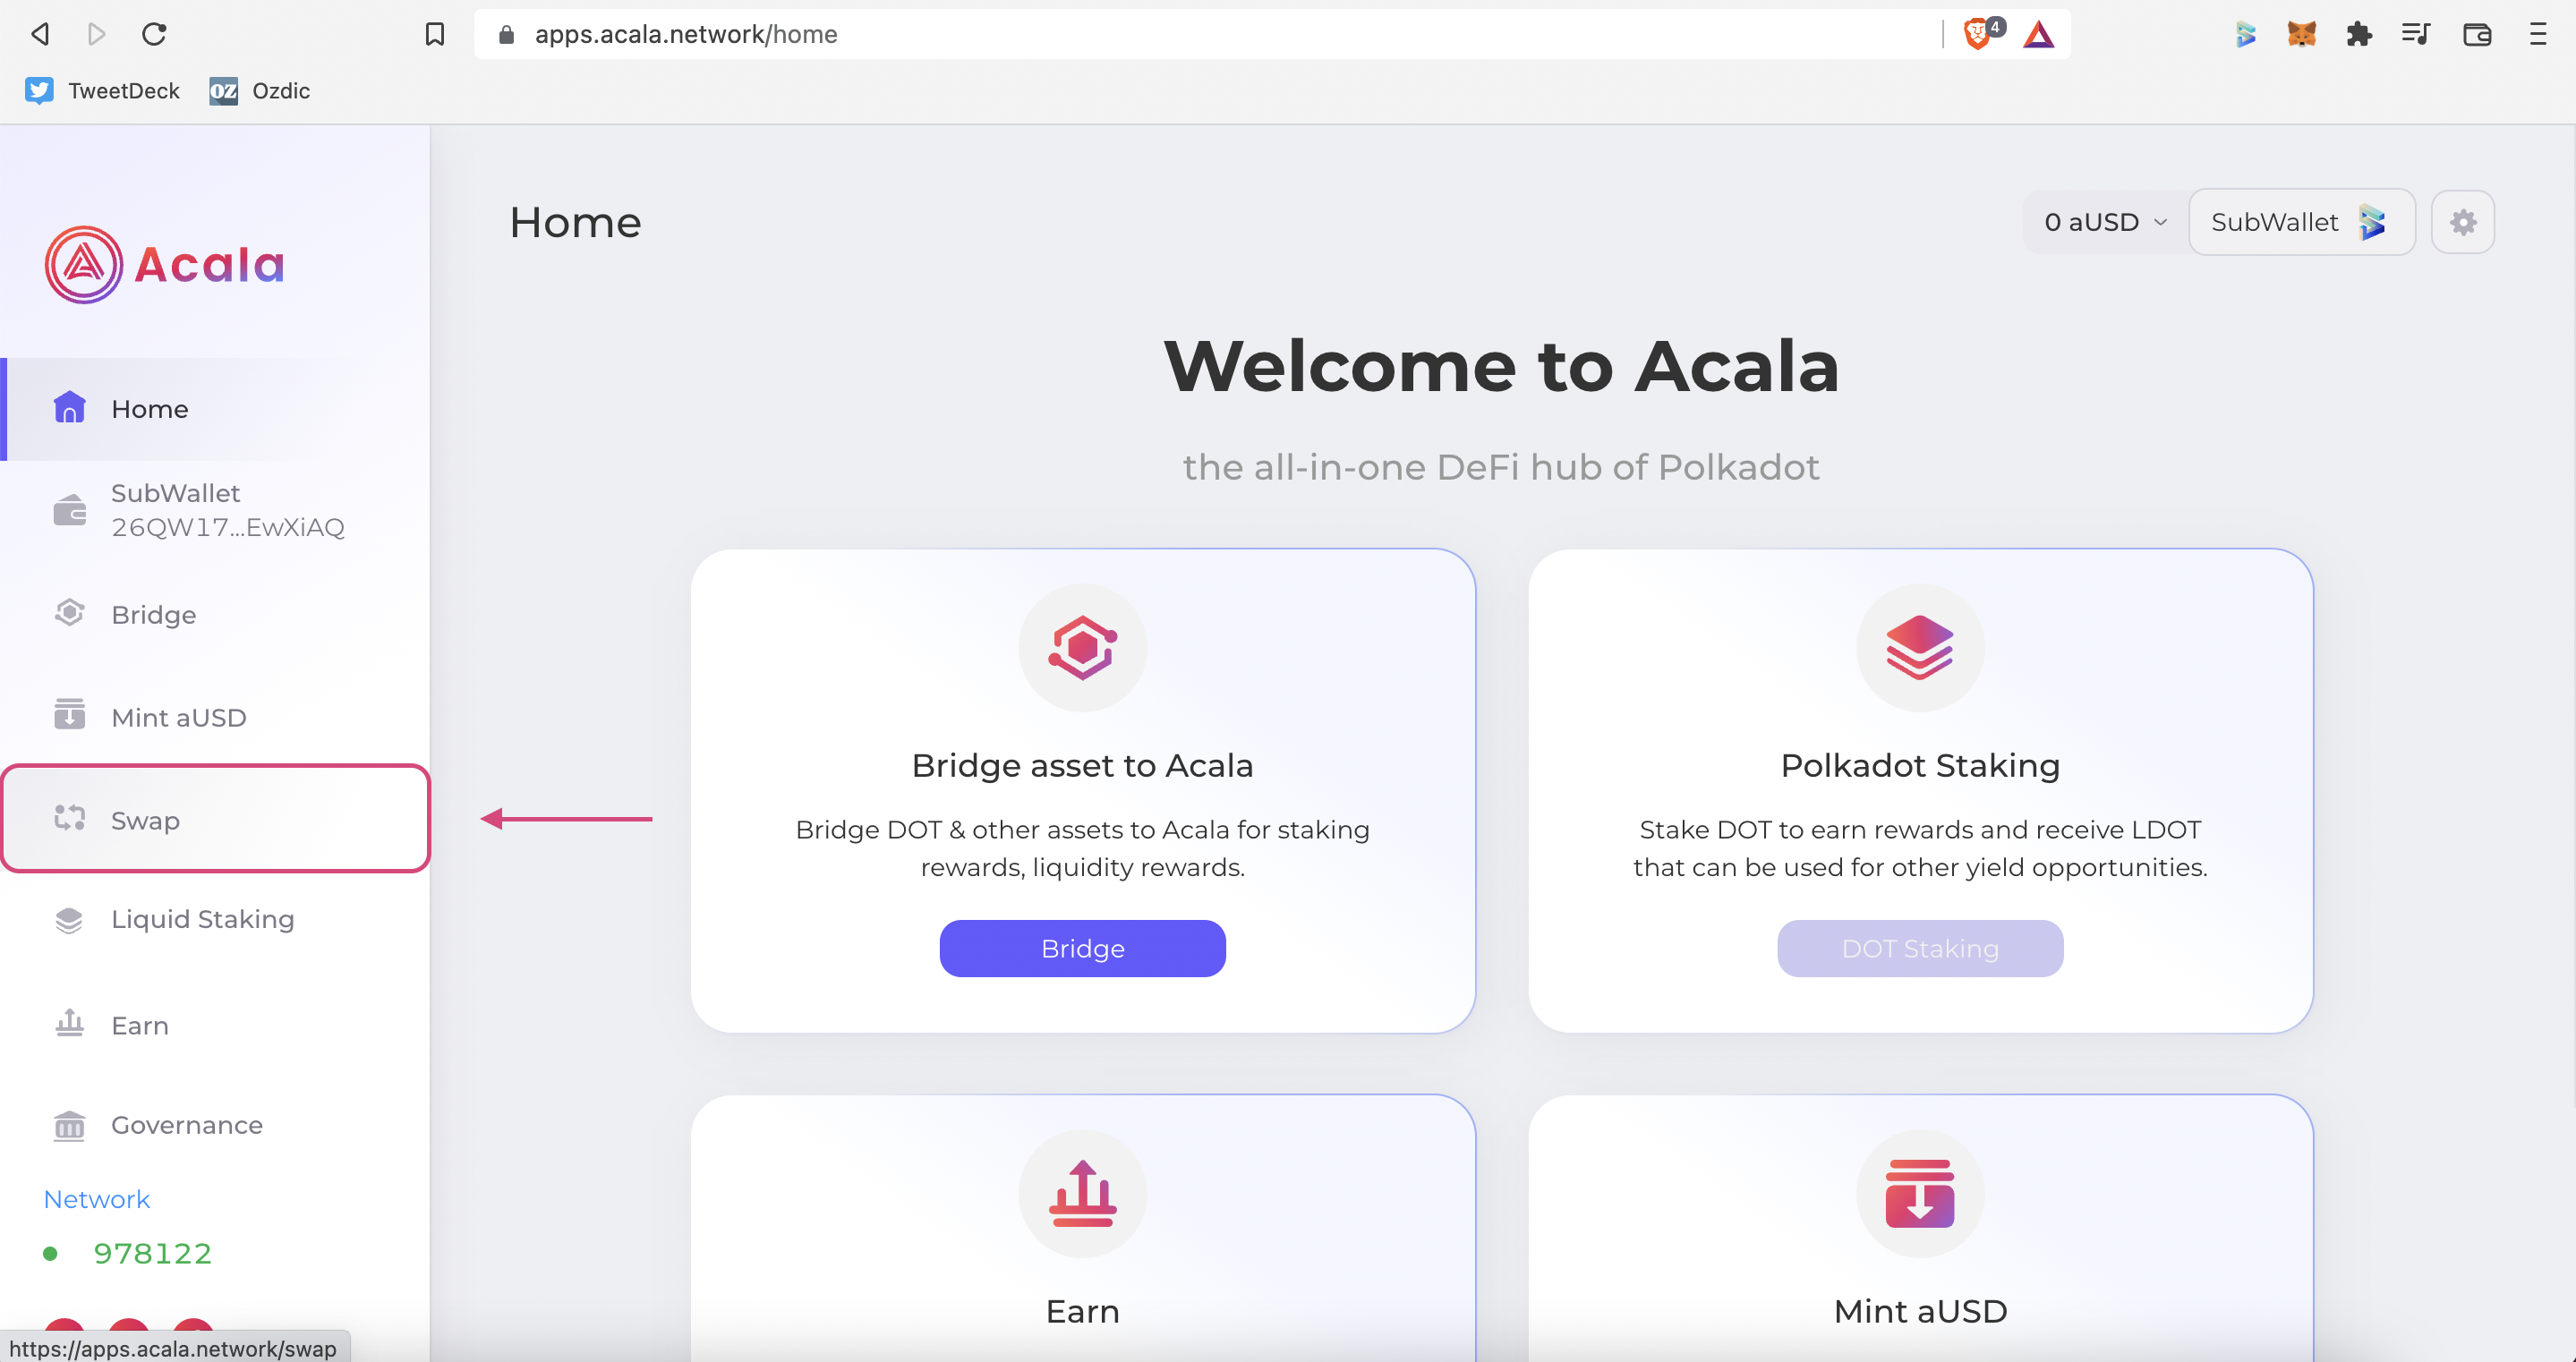 apps.acala.network/home
4
TweetDeck
OZ
Ozdic
Acala
Home
0 aUSD
SubWallet
Home
SubWallet
26QW17...EwXiAQ
Bridge
Mint aUSD
Swap
Liquid Staking
Earn
Governance
Network
978122
https://apps.acala.network/swap
Welcome to Acala
the all-in-one DeFi hub of Polkadot
Bridge asset to Acala
Bridge DOT & other assets to Acala for staking
rewards, liquidity rewards.
Bridge
Polkadot Staking
Stake DOT to earn rewards and receive LDOT
that can be used for other yield opportunities.
DOT Staking
Earn
Mint aUSD